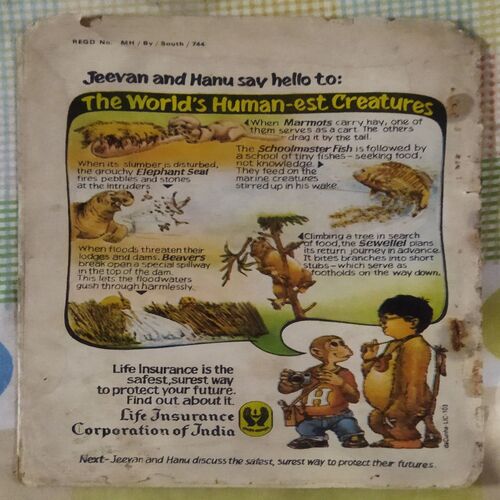 REGD No. MH / By / South / 744
Jeevan and Hanu say hello to:
The World's Human-est Creatures
When Marmots carry hay, one of
them serves as a cart. The others
drag it by the tail.
The Schoolmaster Fish is followed by
a school of tiny fishes – seeking food,
not knowledge.
They feed on the
marine creatures
stirred up in his wake.
When its slumber is disturbed,
the grouchy Elephant Seal
fires pebbles and stones
at the intruders
Climbing a tree in search
of food, the Sewellel plans
its return journey in advance.
It bites branches into short
stubs – which serve as
footholds on the way down.
When floods threaten their
lodges and dams, Beavers
break open a special spillway
in the top of the dam.
This lets the floodwaters
gush through harmlessly.
Life Insurance is the
safest, surest way
to protect your future.
Find out about it.
Life Insurance
Corporation of India
H
daCunha LIC 103
Next – Jeevan and Hanu discuss the safest, surest way to protect their futures.